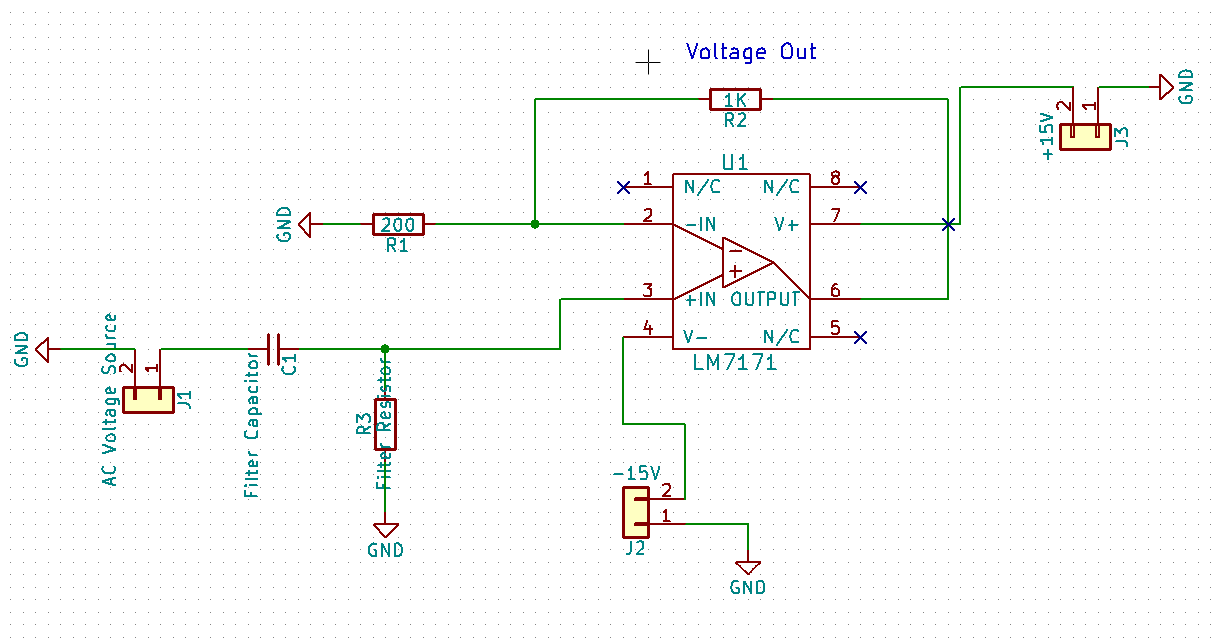 Voltage Out
1K
R2
GND
2
1
+15V
J3
U1
1
N/C
N/C
8
GND
200
R1
2
-IN
V+
7
3
+IN
OUTPUT
6
4
V-
N/C
5
LM7171
GND
AC Voltage Source
2
1
J1
Filter Capacitor
C1
R3
Filter Resistor
GND
-15V
2
1
J2
GND